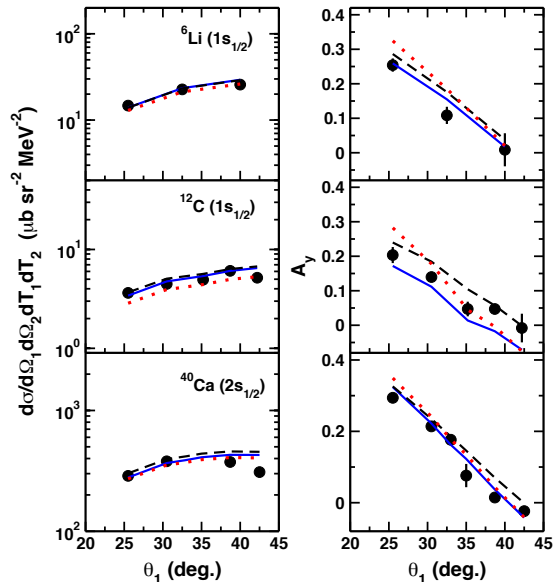 dσ/dΩ₁dΩ₂dT₁dT₂ (μb sr⁻² MeV⁻²)
10²
⁶Li (1s₁/₂)
10¹
10¹
¹²C (1s₁/₂)
10⁰
10³
⁴⁰Ca (2s₁/₂)
10²
20 25 30 35 40 45
θ₁ (deg.)
A_y
0.4
0.3
0.2
0.1
0
0.4
0.3
0.2
0.1
0
0.4
0.2
0
20 25 30 35 40 45
θ₁ (deg.)